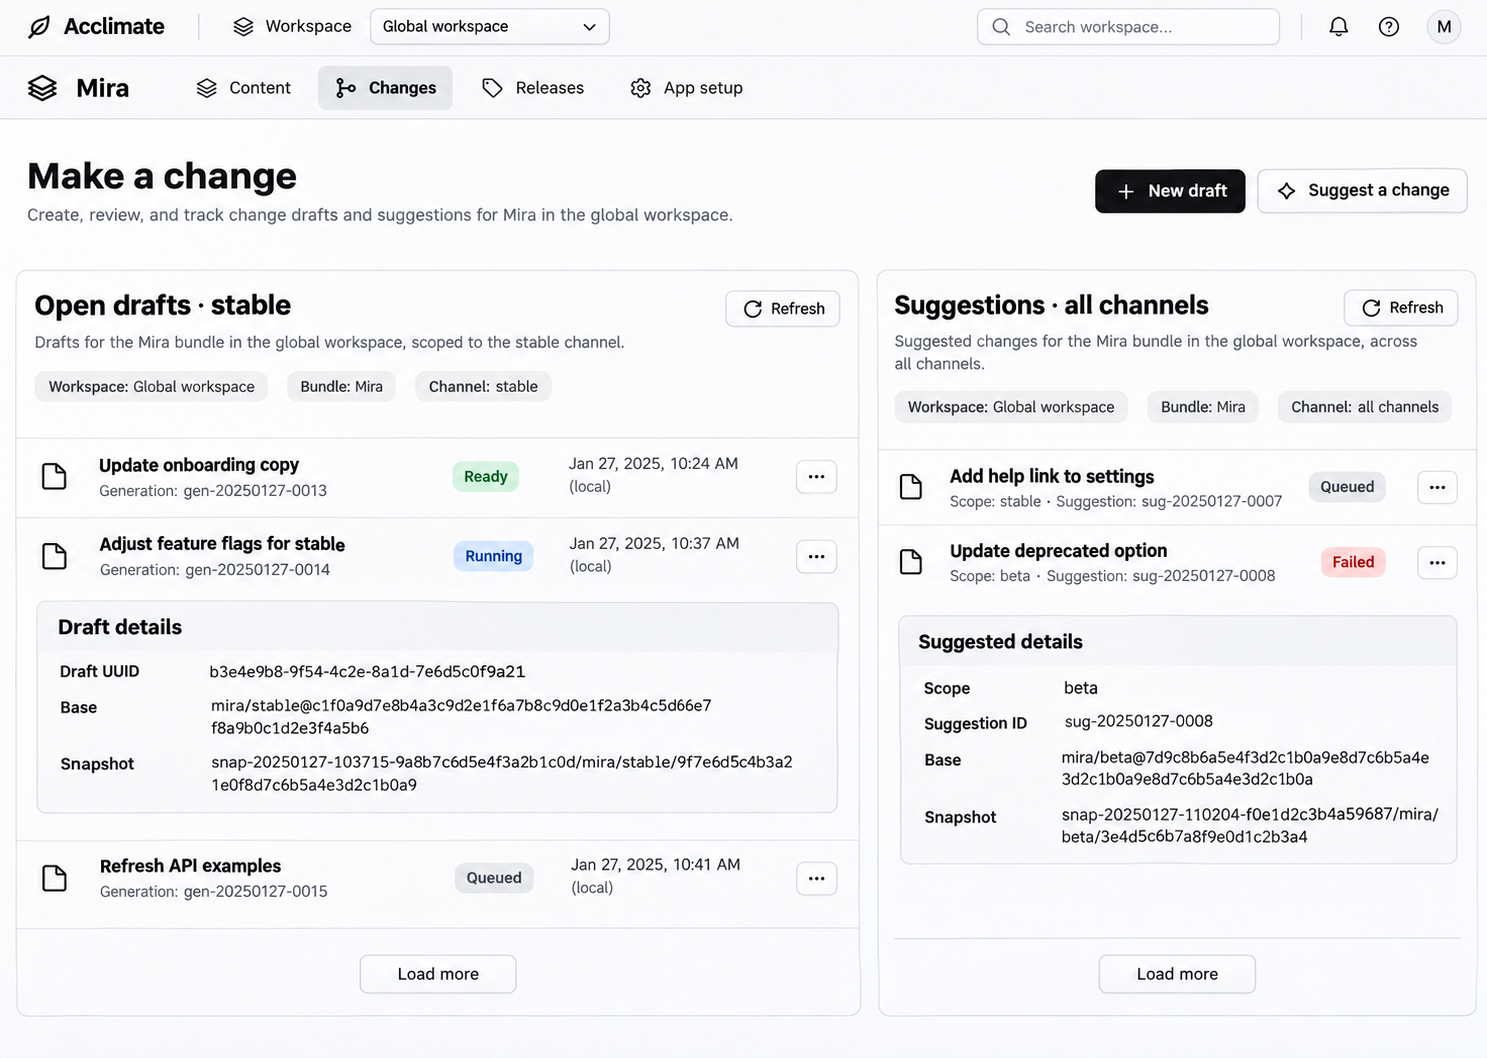 Acclimate
Workspace
Global workspace
Search workspace...
M
Mira
Content
Changes
Releases
App setup
Make a change
Create, review, and track change drafts and suggestions for Mira in the global workspace.
New draft
Suggest a change
Open drafts · stable
Refresh
Drafts for the Mira bundle in the global workspace, scoped to the stable channel.
Workspace: Global workspace
Bundle: Mira
Channel: stable
Update onboarding copy
Generation: gen-20250127-0013
Ready
Jan 27, 2025, 10:24 AM
(local)
Adjust feature flags for stable
Generation: gen-20250127-0014
Running
Jan 27, 2025, 10:37 AM
(local)
Draft details
Draft UUID
b3e4e9b8-9f54-4c2e-8a1d-7e6d5c0f9a21
Base
mira/stable@c1f0a9d7e8b4a3c9d2e1f6a7b8c9d0e1f2a3b4c5d66e7
f8a9b0c1d2e3f4a5b6
Snapshot
snap-20250127-103715-9a8b7c6d5e4f3a2b1c0d/mira/stable/9f7e6d5c4b3a2
1e0f8d7c6b5a4e3d2c1b0a9
Refresh API examples
Generation: gen-20250127-0015
Queued
Jan 27, 2025, 10:41 AM
(local)
Load more
Suggestions · all channels
Refresh
Suggested changes for the Mira bundle in the global workspace, across
all channels.
Workspace: Global workspace
Bundle: Mira
Channel: all channels
Add help link to settings
Scope: stable · Suggestion: sug-20250127-0007
Queued
Update deprecated option
Scope: beta · Suggestion: sug-20250127-0008
Failed
Suggested details
Scope
beta
Suggestion ID
sug-20250127-0008
Base
mira/beta@7d9c8b6a5e4f3d2c1b0a9e8d7c6b5a4e
3d2c1b0a9e8d7c6b5a4e3d2c1b0a
Snapshot
snap-20250127-110204-f0e1d2c3b4a59687/mira/
beta/3e4d5c6b7a8f9e0d1c2b3a4
Load more